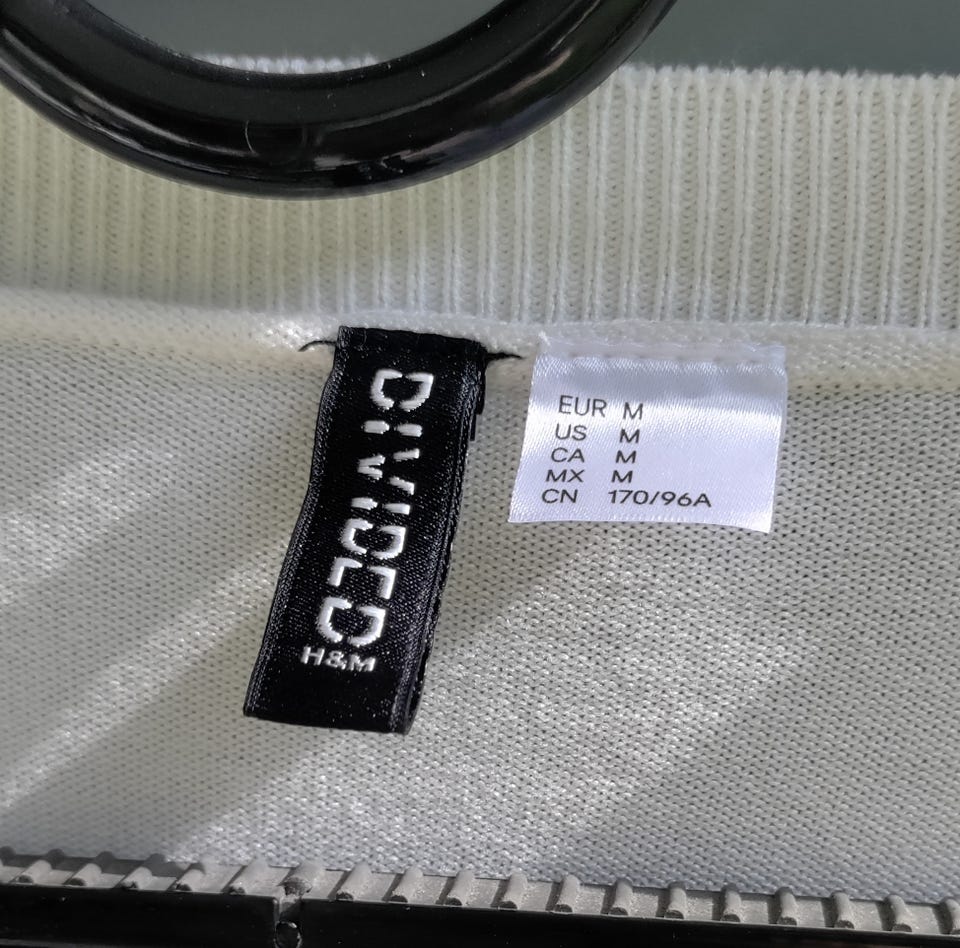 DIVIDED
H&M
EUR M
US M
CA M
MX M
CN 170/96A